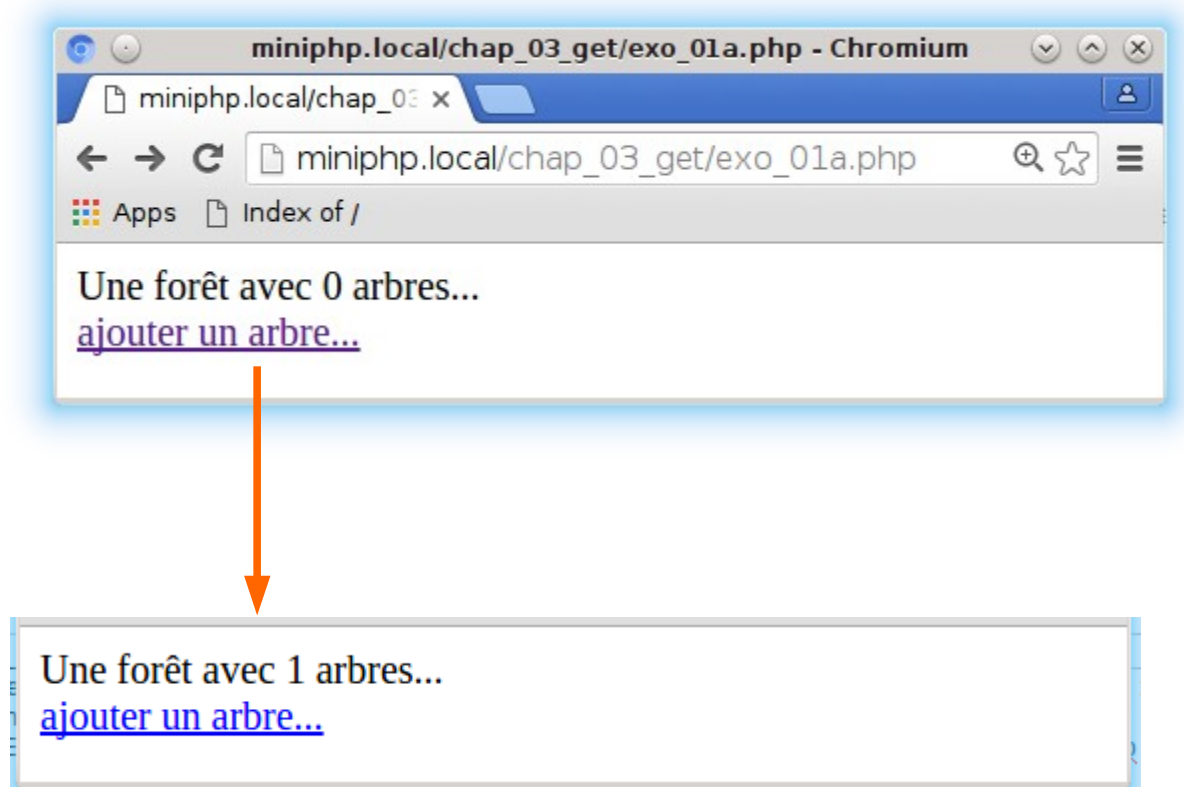 miniphp.local/chap_03_get/exo_01a.php - Chromium
miniphp.local/chap_03
miniphp.local/chap_03_get/exo_01a.php
Apps Index of /
Une forêt avec 0 arbres...
ajouter un arbre...
Une forêt avec 1 arbres...
ajouter un arbre...